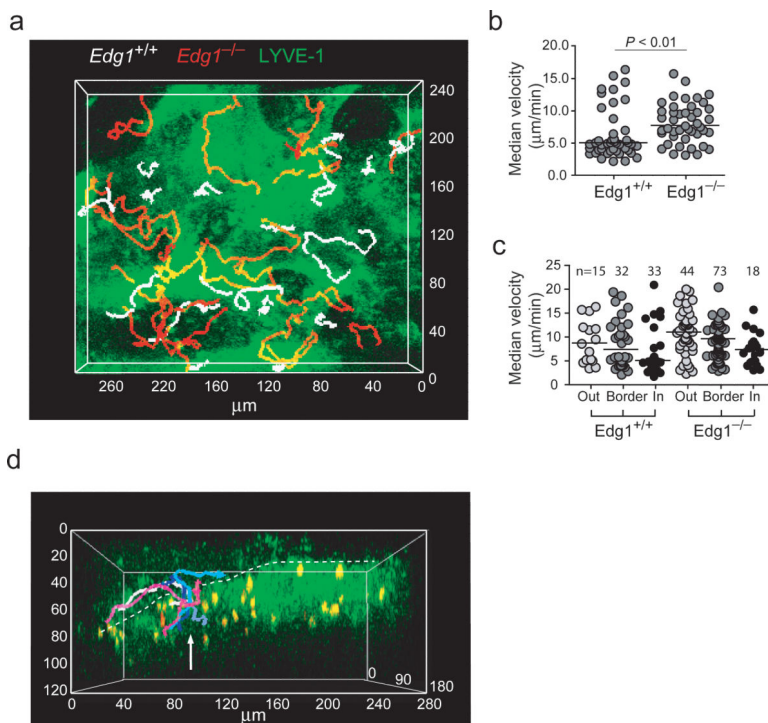 a
Edg1+/+ Edg1–/– LYVE-1
240
200
160
120
80
40
0
260 220 180 140 120 80 40 0
μm
b
P < 0.01
Median velocity
(μm/min)
20.0
15.0
10.0
5.0
0.0
Edg1+/+ Edg1–/–
c
n=15 32 33 44 73 18
Median velocity
(μm/min)
25
20
15
10
5
0
Out Border In Out Border In
Edg1+/+ Edg1–/–
d
0
20
40
60
80
100
120
0 40 80 120 140 200 240 280
0 90 180
μm